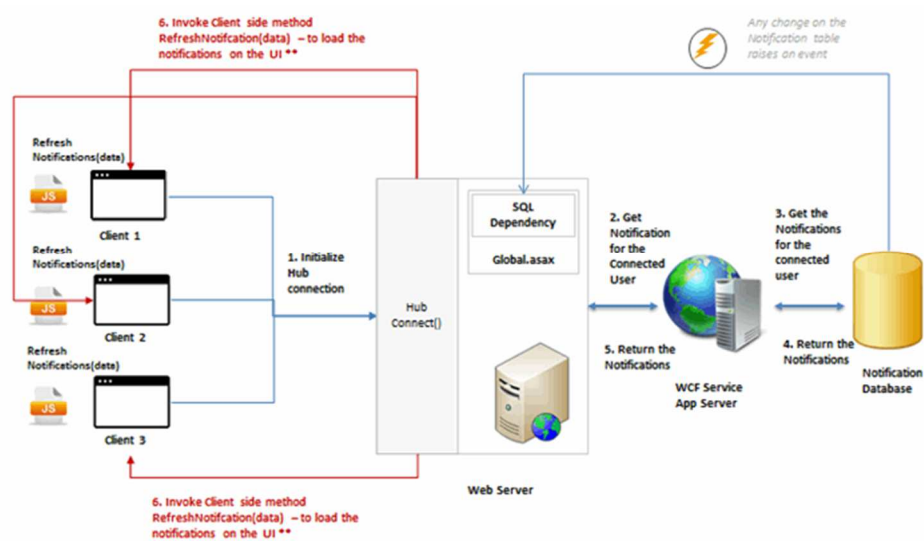 6. Invoke Client side method
RefreshNotifcation(data) – to load the
notifications on the UI **
Any change on the
Notification table
raises on event
Refresh
Notifications(data)
JS
Client 1
SQL
Dependency
Global.asax
2. Get
Notification
for the
Connected
User
3. Get the
Notifications
for the
connected
user
Refresh
Notifications(data)
JS
Client 2
1. Initialize
Hub
connection
Hub
Connect()
5. Return the
Notifications
WCF Service
App Server
4. Return the
Notifications
Notification
Database
Refresh
Notifications(data)
JS
Client 3
Web Server
6. Invoke Client side method
RefreshNotifcation(data) – to load the
notifications on the UI **